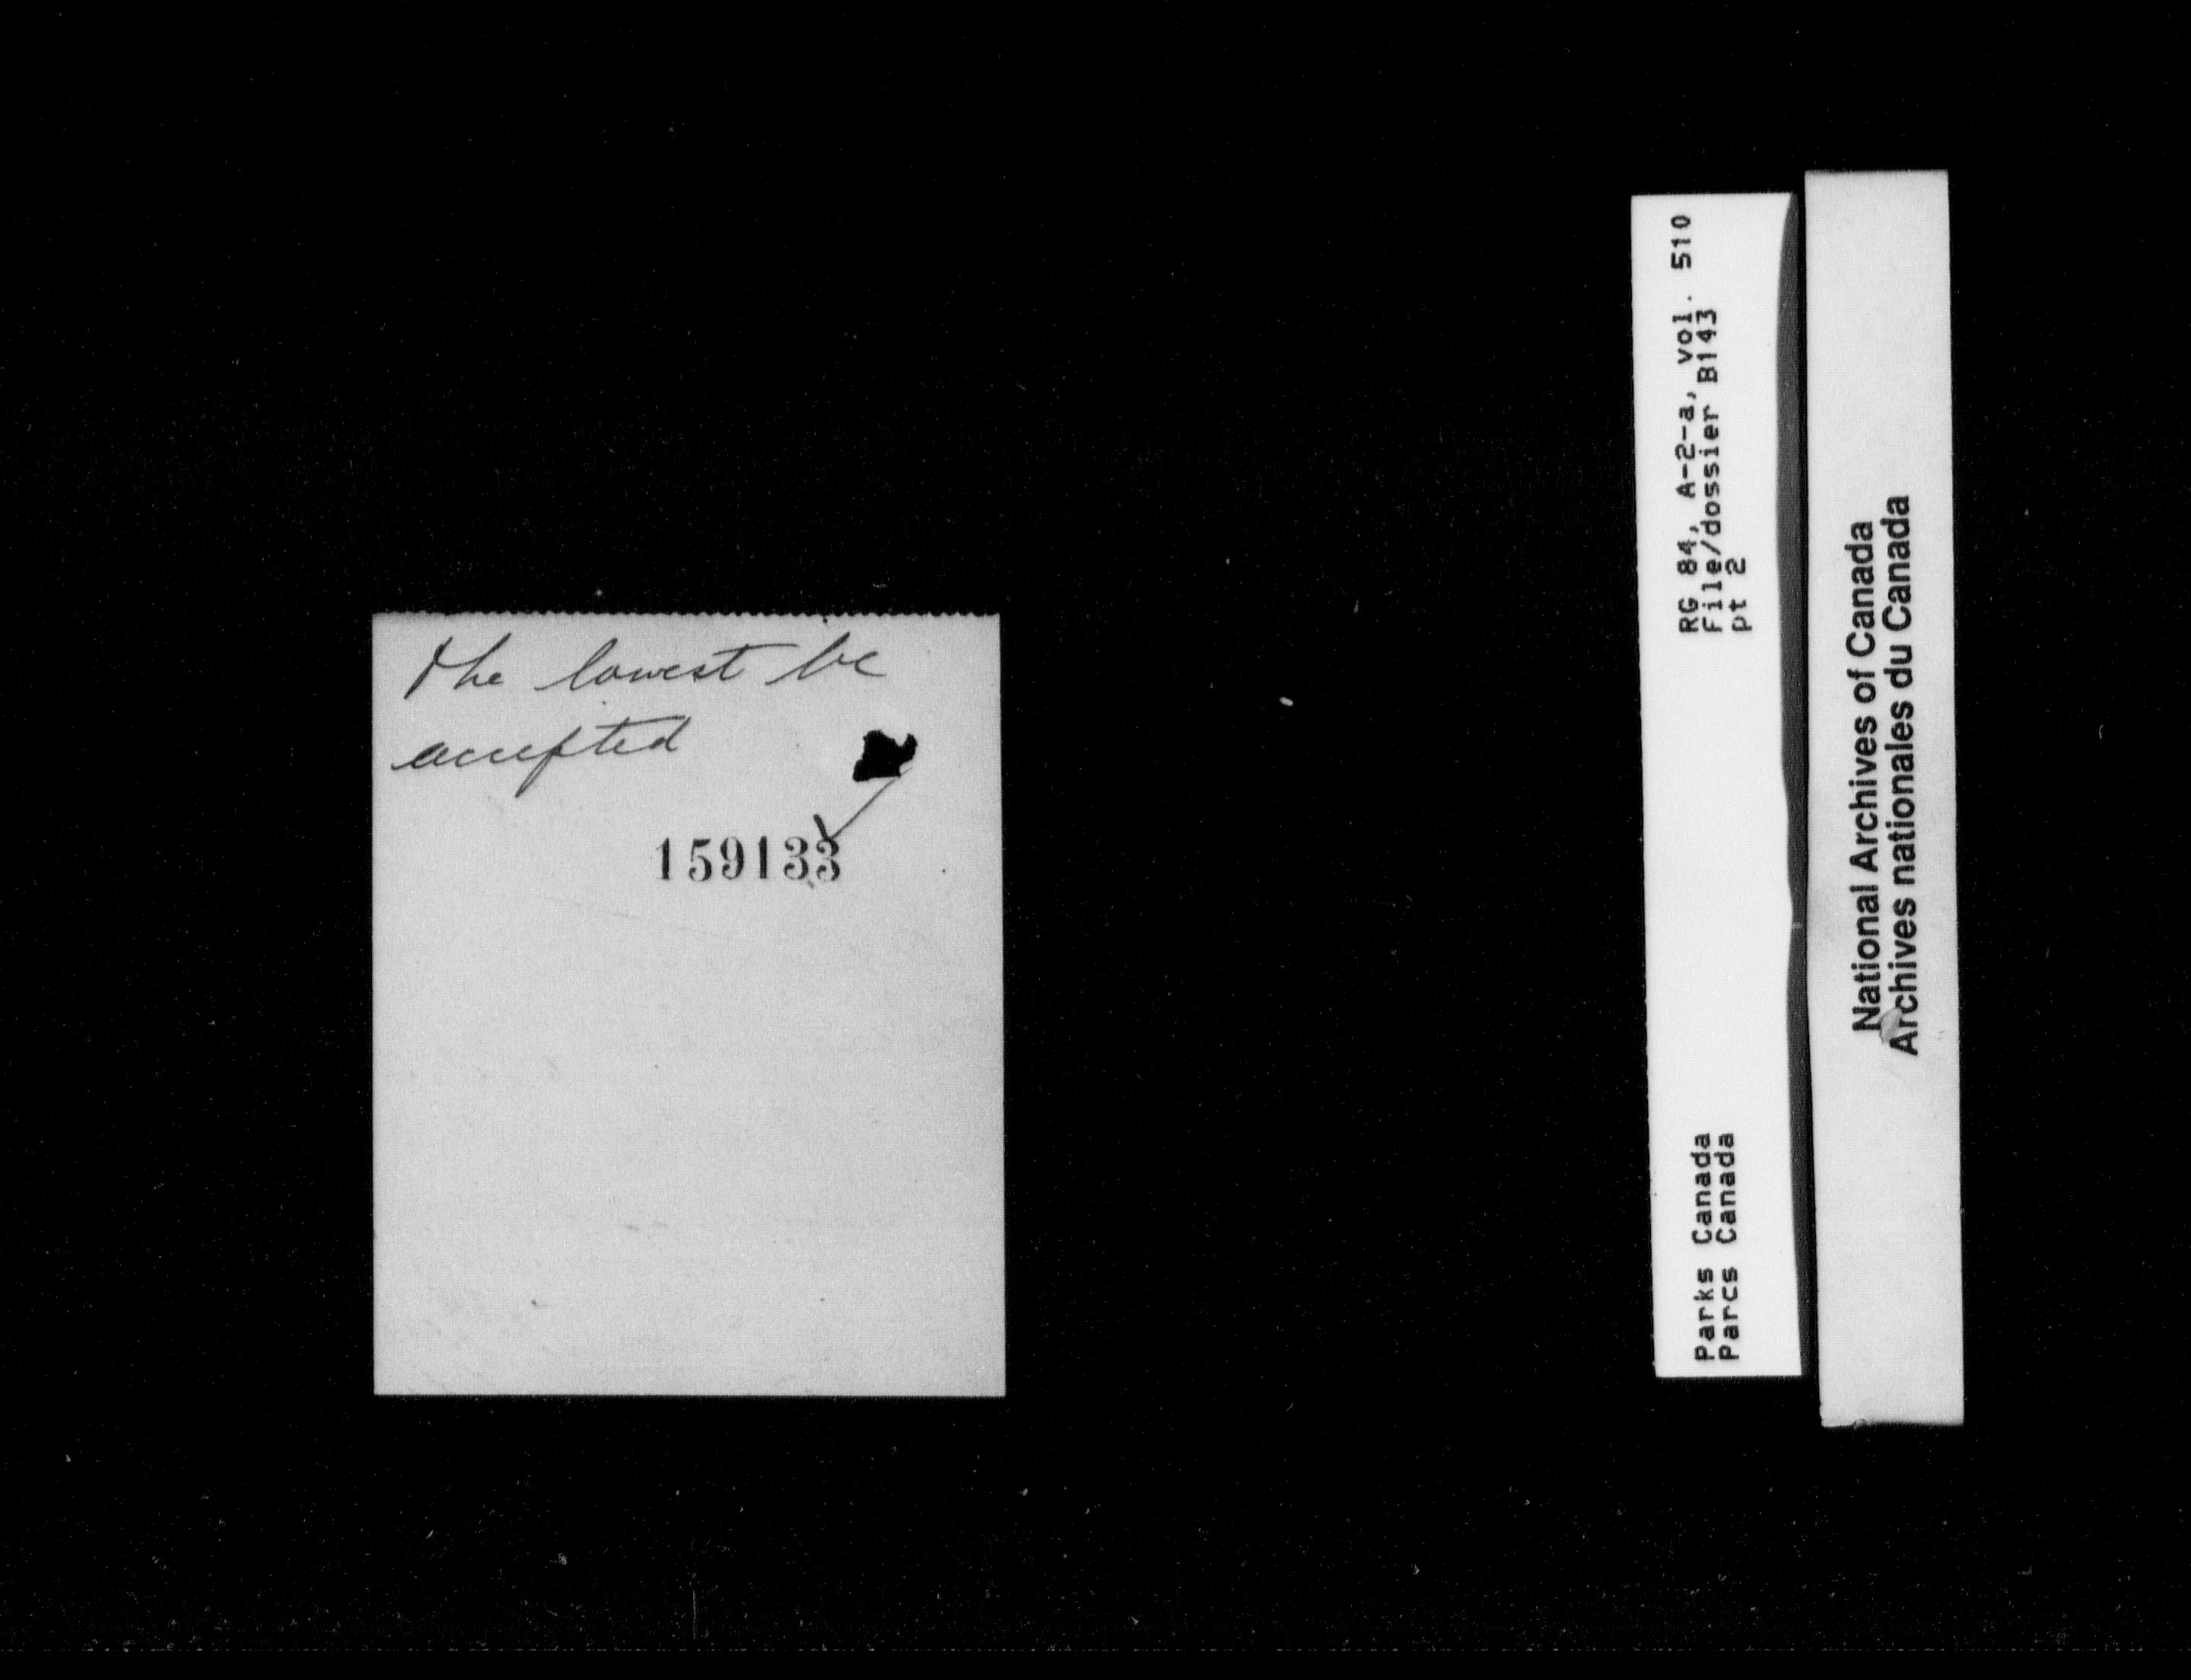 the lowest be
accepted
159133
RG 84, A-2-a, vol. 510
File/dossier B143
pt 2
Parks Canada
Parcs Canada
National Archives of Canada
Archives nationales du Canada